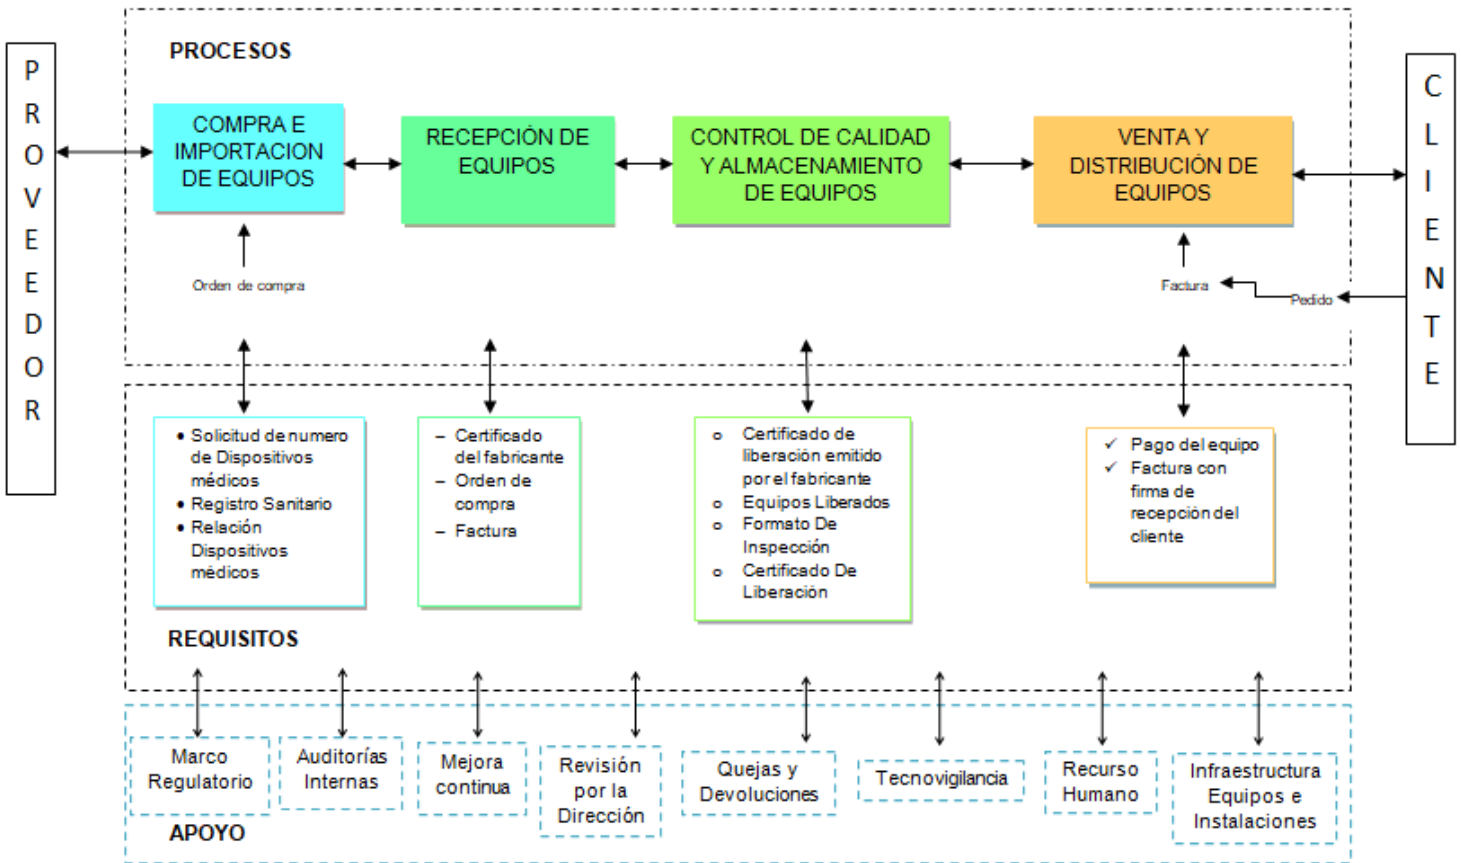 PROCESOS
PROVEEDOR
COMPRA E
IMPORTACION
DE EQUIPOS
RECEPCIÓN DE
EQUIPOS
CONTROL DE CALIDAD
Y ALMACENAMIENTO
DE EQUIPOS
VENTA Y
DISTRIBUCIÓN DE
EQUIPOS
CLIENTE
Orden de compra
Factura
Pedido
• Solicitud de numero
de Dispositivos
médicos
• Registro Sanitario
• Relación
Dispositivos
médicos
– Certificado
del fabricante
– Orden de
compra
– Factura
o Certificado de
liberación emitido
por el fabricante
o Equipos Liberados
o Formato De
Inspección
o Certificado De
Liberación
✓ Pago del equipo
✓ Factura con
firma de
recepción del
cliente
REQUISITOS
Marco
Regulatorio
Auditorías
Internas
Mejora
continua
Revisión
por la
Dirección
Quejas y
Devoluciones
Tecnovigilancia
Recurso
Humano
Infraestructura
Equipos e
Instalaciones
APOYO